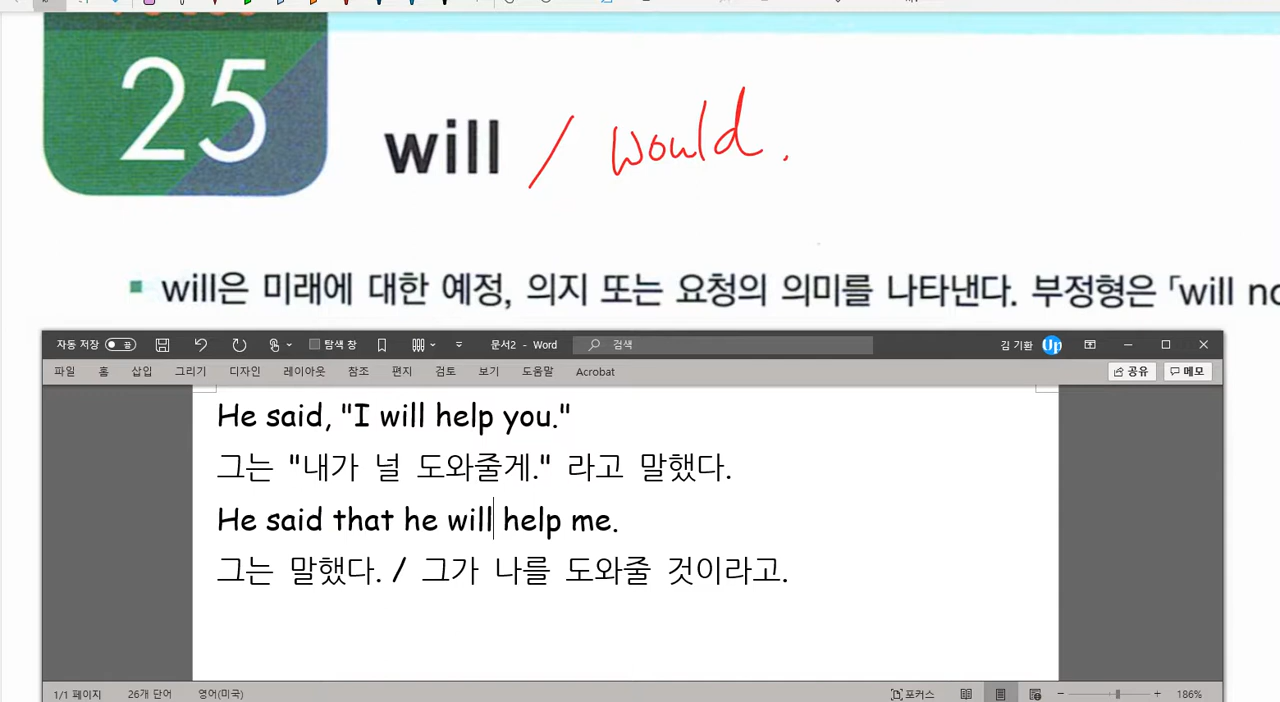 25
will / would.
will은 미래에 대한 예정, 의지 또는 요청의 의미를 나타낸다. 부정형은 「will no
자동 저장 끔 탐색 창 문서2 - Word 검색 김 기환
파일 홈 삽입 그리기 디자인 레이아웃 참조 편지 검토 보기 도움말 Acrobat 공유 메모
He said, "I will help you."
그는 "내가 널 도와줄게." 라고 말했다.
He said that he will help me.
그는 말했다. / 그가 나를 도와줄 것이라고.
1/1 페이지 26개 단어 영어(미국) 포커스 186%